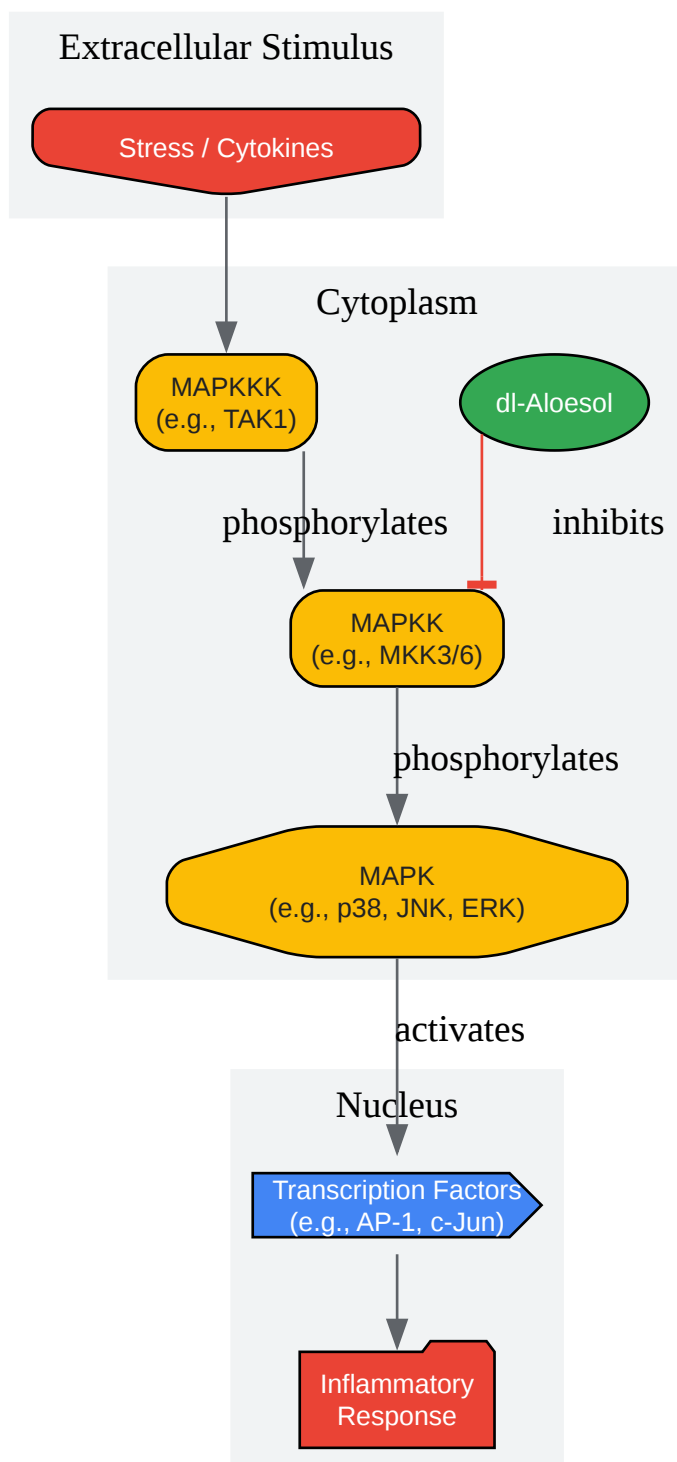 Extracellular Stimulus
Stress / Cytokines
Cytoplasm
MAPKKK
(e.g., TAK1)
dl-Aloesol
phosphorylates
inhibits
MAPKK
(e.g., MKK3/6)
phosphorylates
MAPK
(e.g., p38, JNK, ERK)
activates
Nucleus
Transcription Factors
(e.g., AP-1, c-Jun)
Inflammatory
Response